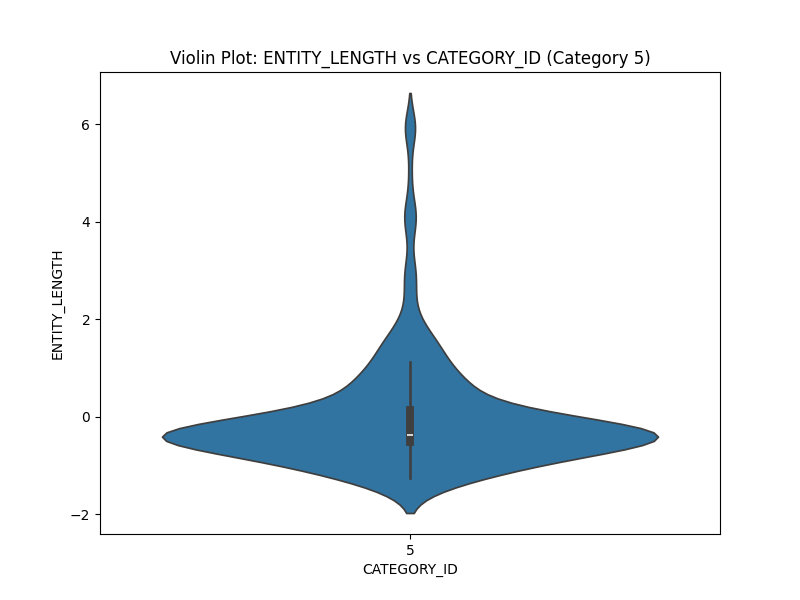 Violin Plot: ENTITY_LENGTH vs CATEGORY_ID (Category 5)
6
4
2
0
−2
ENTITY_LENGTH
5
CATEGORY_ID